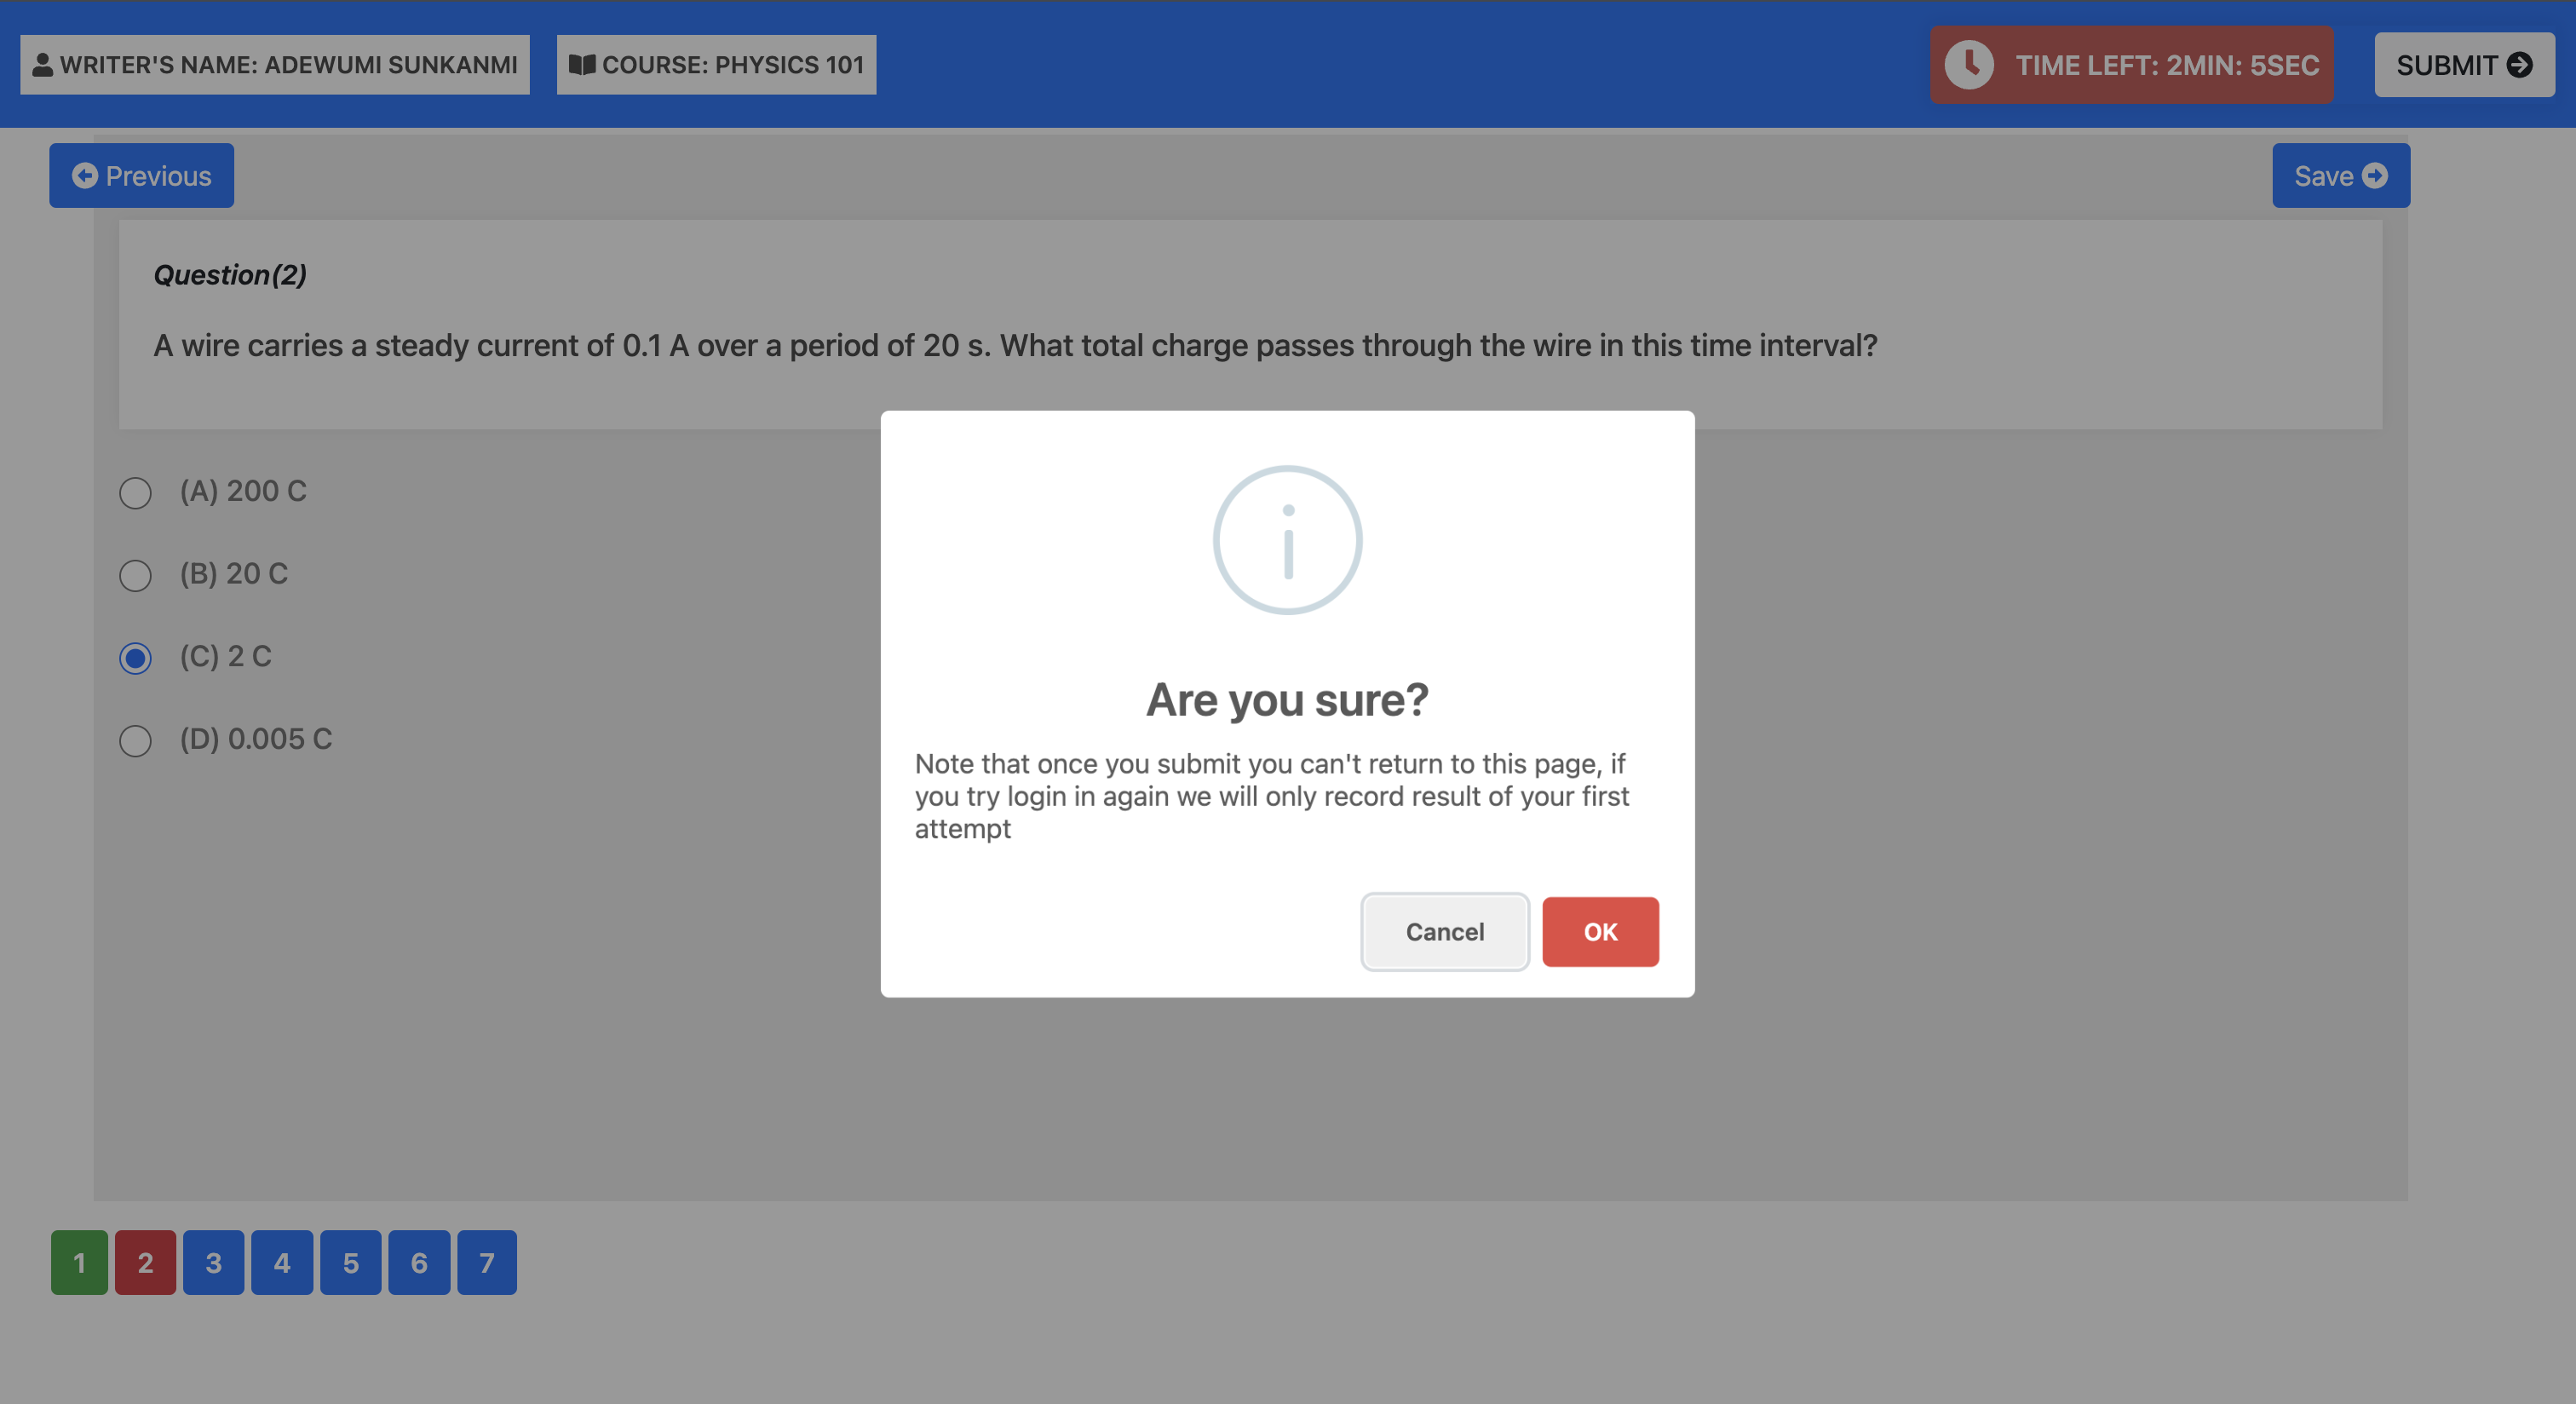 WRITER'S NAME: ADEWUMI SUNKANMI
COURSE: PHYSICS 101
TIME LEFT: 2MIN: 5SEC
SUBMIT
Previous
Save
Question(2)
A wire carries a steady current of 0.1 A over a period of 20 s. What total charge passes through the wire in this time interval?
(A) 200 C
(B) 20 C
(C) 2 C
(D) 0.005 C
Are you sure?
Note that once you submit you can't return to this page, if
you try login in again we will only record result of your first
attempt
Cancel
OK
1 2 3 4 5 6 7